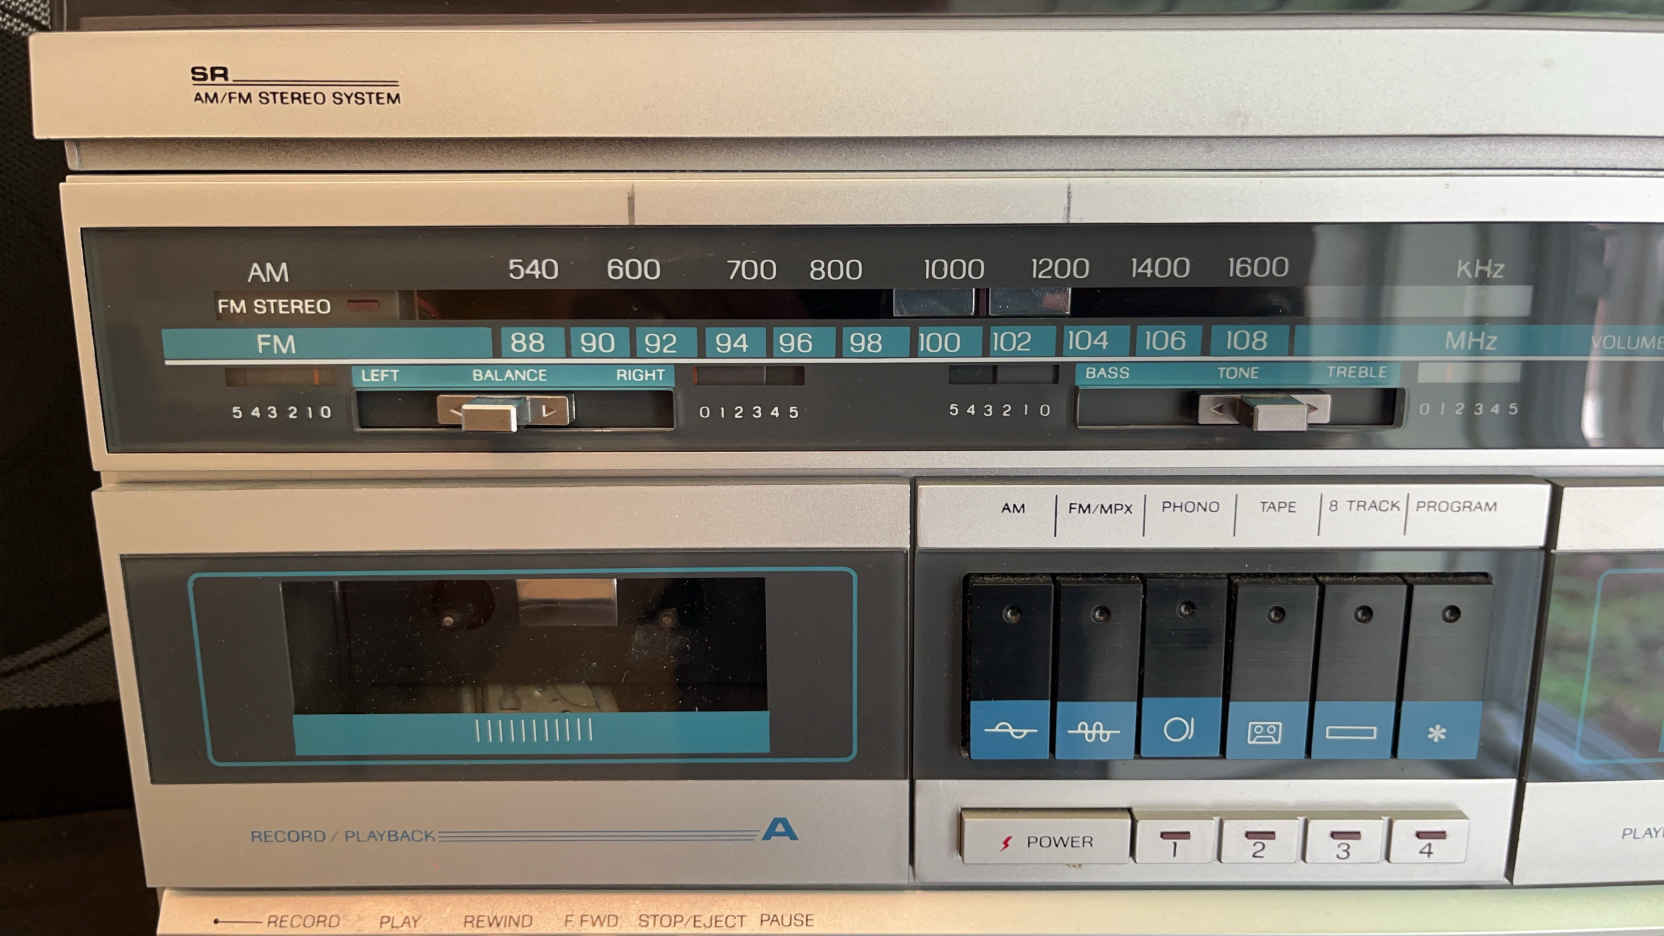 SR
AM/FM STEREO SYSTEM
AM 540 600 700 800 1000 1200 1400 1600 KHz
FM STEREO
FM 88 90 92 94 96 98 100 102 104 106 108 MHz VOLUME
LEFT BALANCE RIGHT BASS TONE TREBLE
5 4 3 2 1 0 0 1 2 3 4 5 5 4 3 2 1 0 0 1 2 3 4 5
AM FM/MPX PHONO TAPE 8 TRACK PROGRAM
RECORD / PLAYBACK A
POWER 1 2 3 4
RECORD PLAY REWIND F.FWD STOP/EJECT PAUSE